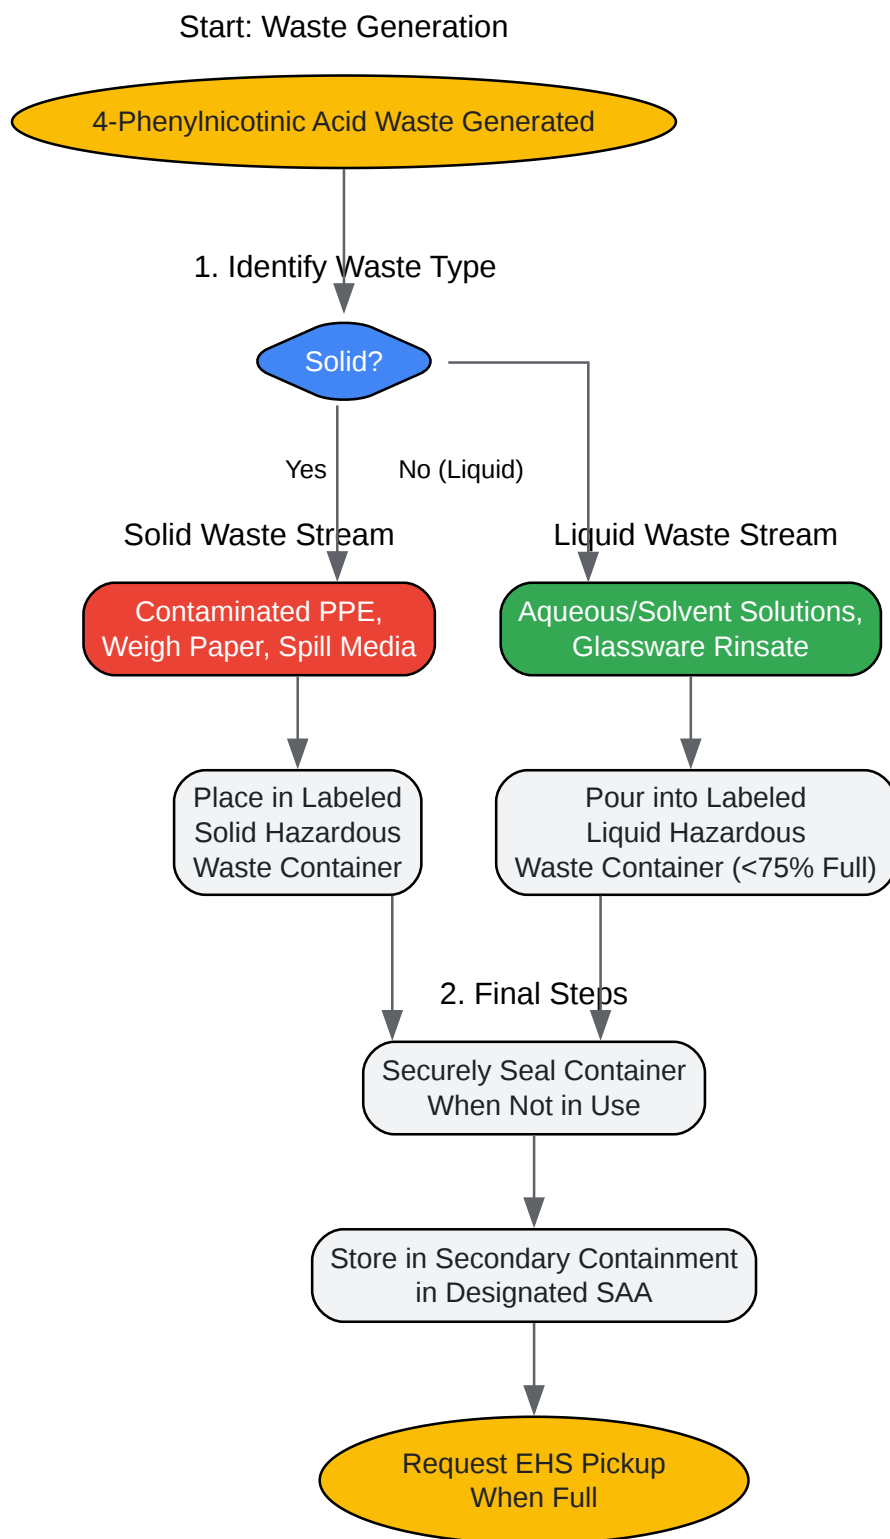 Start: Waste Generation
4-Phenylnicotinic Acid Waste Generated
1. Identify Waste Type
Solid?
Yes
No (Liquid)
Solid Waste Stream
Liquid Waste Stream
Contaminated PPE,
Weigh Paper, Spill Media
Aqueous/Solvent Solutions,
Glassware Rinsate
Place in Labeled
Solid Hazardous
Waste Container
Pour into Labeled
Liquid Hazardous
Waste Container (<75% Full)
2. Final Steps
Securely Seal Container
When Not in Use
Store in Secondary Containment
in Designated SAA
Request EHS Pickup
When Full